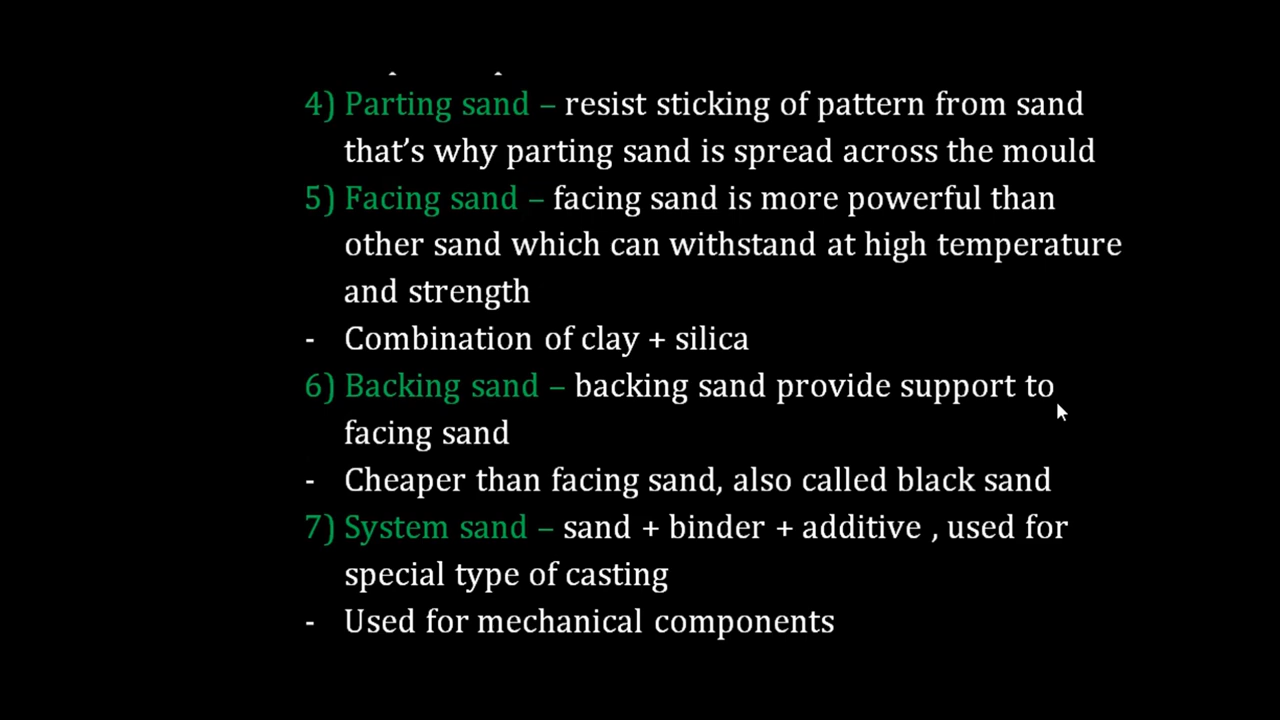 4) Parting sand – resist sticking of pattern from sand
that’s why parting sand is spread across the mould
5) Facing sand – facing sand is more powerful than
other sand which can withstand at high temperature
and strength
- Combination of clay + silica
6) Backing sand – backing sand provide support to
facing sand
- Cheaper than facing sand, also called black sand
7) System sand – sand + binder + additive , used for
special type of casting
- Used for mechanical components